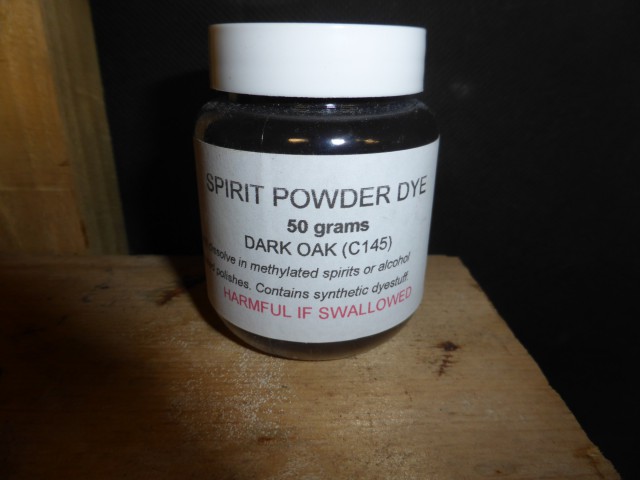 SPIRIT POWDER DYE
50 grams
DARK OAK (C145)
dissolve in methylated spirits or alcohol
polishes. Contains synthetic dyestuff.
HARMFUL IF SWALLOWED